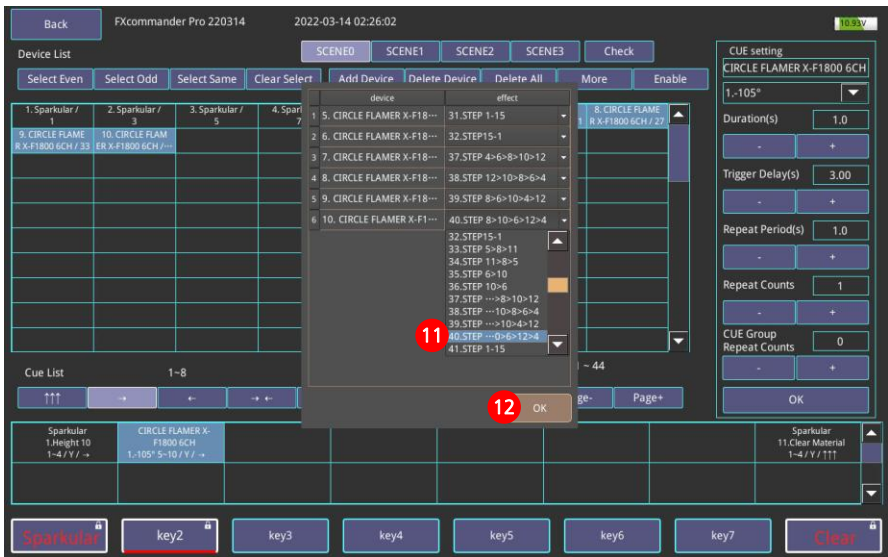 Back
FXcommander Pro 220314
2022-03-14 02:26:02
10.93V
Device List
SCENE0
SCENE1
SCENE2
SCENE3
Check
Select Even
Select Odd
Select Same
Clear Select
Add Device
Delete Device
Delete All
More
Enable
1. Sparkular /
1
2. Sparkular /
3
3. Sparkular /
5
4. Spar
7
8. CIRCLE FLAME
R X-F1800 6CH / 27
1
9. CIRCLE FLAME
R X-F1800 6CH / 33
10. CIRCLE FLAM
ER X-F1800 6CH /···
device
effect
1
5. CIRCLE FLAMER X-F18···
31.STEP 1-15
2
6. CIRCLE FLAMER X-F18···
32.STEP15-1
3
7. CIRCLE FLAMER X-F18···
37.STEP 4>6>8>10>12
4
8. CIRCLE FLAMER X-F18···
38.STEP 12>10>8>6>4
5
9. CIRCLE FLAMER X-F18···
39.STEP 8>6>10>4>12
6
10. CIRCLE FLAMER X-F1···
40.STEP 8>10>6>12>4
32.STEP15-1
33.STEP 5>8>11
34.STEP 11>8>5
35.STEP 6>10
36.STEP 10>6
37.STEP ···>8>10>12
38.STEP ···10>8>6>4
39.STEP ···>10>4>12
40.STEP ···0>6>12>4
41.STEP 1-15
11
12
OK
CUE setting
CIRCLE FLAMER X-F1800 6CH
1.-105°
Duration(s)
1.0
-
+
Trigger Delay(s)
3.00
-
+
Repeat Period(s)
1.0
-
+
Repeat Counts
1
-
+
CUE Group
Repeat Counts
0
-
+
OK
Cue List
1~8
~ 44
↑↑↑
→
←
→ ←
ge-
Page+
Sparkular
1.Height 10
1~4 / Y / →
CIRCLE FLAMER X-
F1800 6CH
1.-105° 5~10 / Y / →
Sparkular
11.Clear Material
1~4 / Y / ↑↑↑
Sparkular
key2
key3
key4
key5
key6
key7
Clear